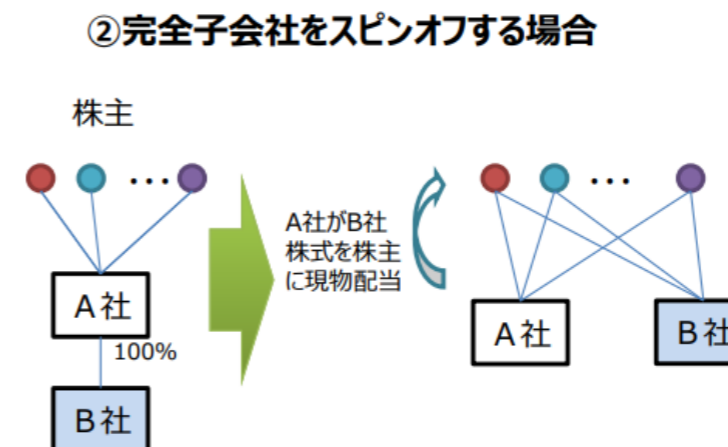 ②完全子会社をスピンオフする場合
株主
…
…
A社がB社
株式を株主
に現物配当
A社
100%
B社
A社
B社